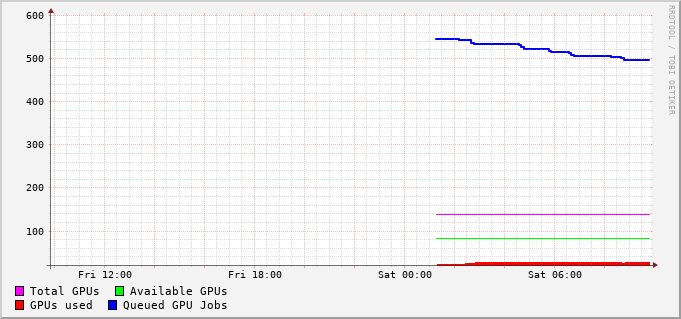 600
500
400
300
200
100
Fri 12:00 Fri 18:00 Sat 00:00 Sat 06:00
Total GPUs Available GPUs
GPUs used Queued GPU Jobs
RRDTOOL / TOBI OETIKER